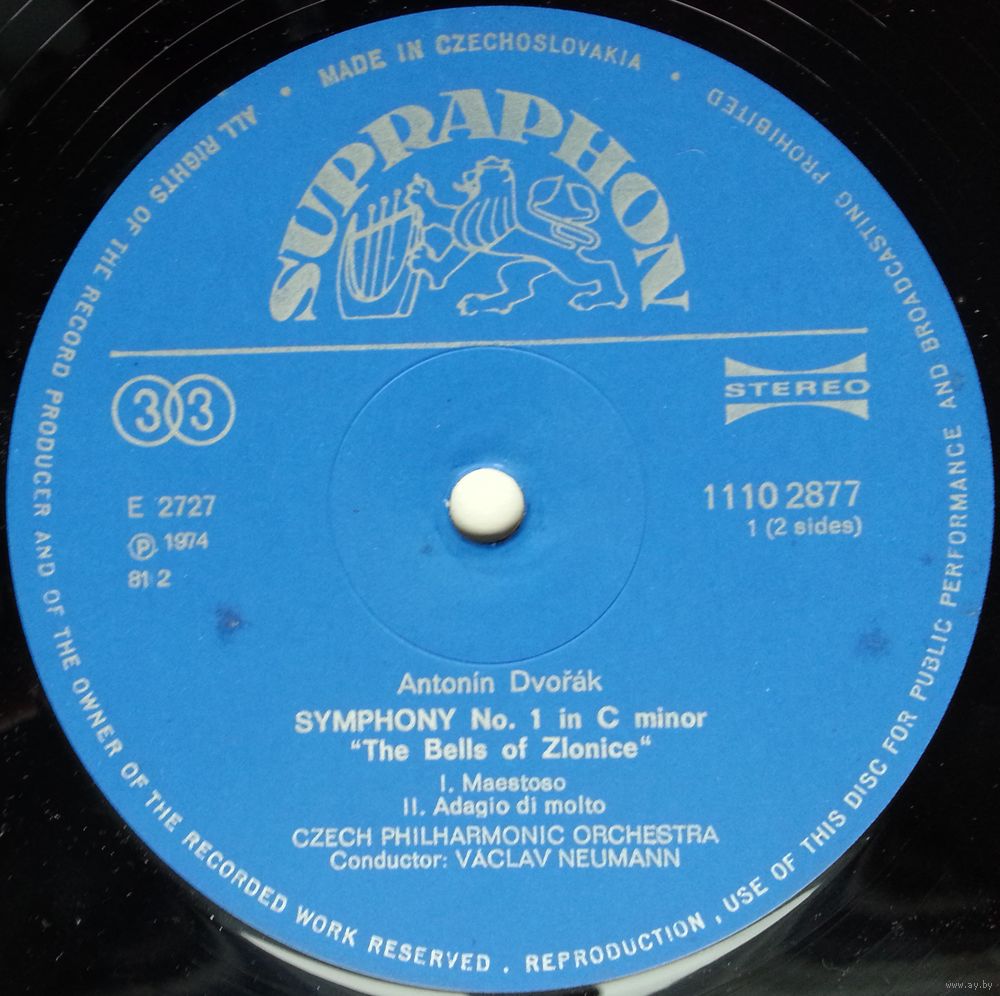 MADE IN CZECHOSLOVAKIA
ALL RIGHTS OF THE RECORD PRODUCER AND OF THE OWNER OF THE RECORDED WORK RESERVED . REPRODUCTION , USE OF THIS DISC FOR PUBLIC PERFORMANCE AND BROADCASTING PROHIBITED
SUPRAPHON
33
STEREO
E 2727
1110 2877
Ⓟ 1974
1 (2 sides)
81 2
Antonín Dvořák
SYMPHONY No. 1 in C minor
“The Bells of Zlonice“
I. Maestoso
II. Adagio di molto
CZECH PHILHARMONIC ORCHESTRA
Conductor: VÁCLAV NEUMANN
www.ay.by